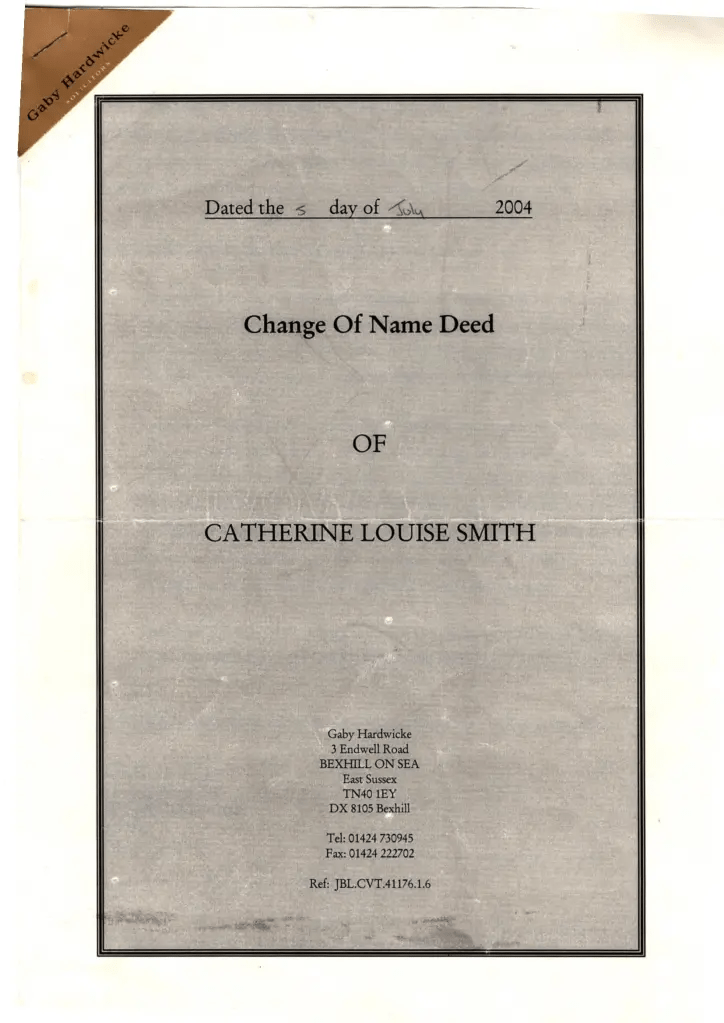 Gaby Hardwicke
SOLICITORS
Dated the 5 day of July 2004
Change Of Name Deed
OF
CATHERINE LOUISE SMITH
Gaby Hardwicke
3 Endwell Road
BEXHILL ON SEA
East Sussex
TN40 1EY
DX 8105 Bexhill
Tel: 01424 730945
Fax: 01424 222702
Ref: JBL.CVT.41176.1.6